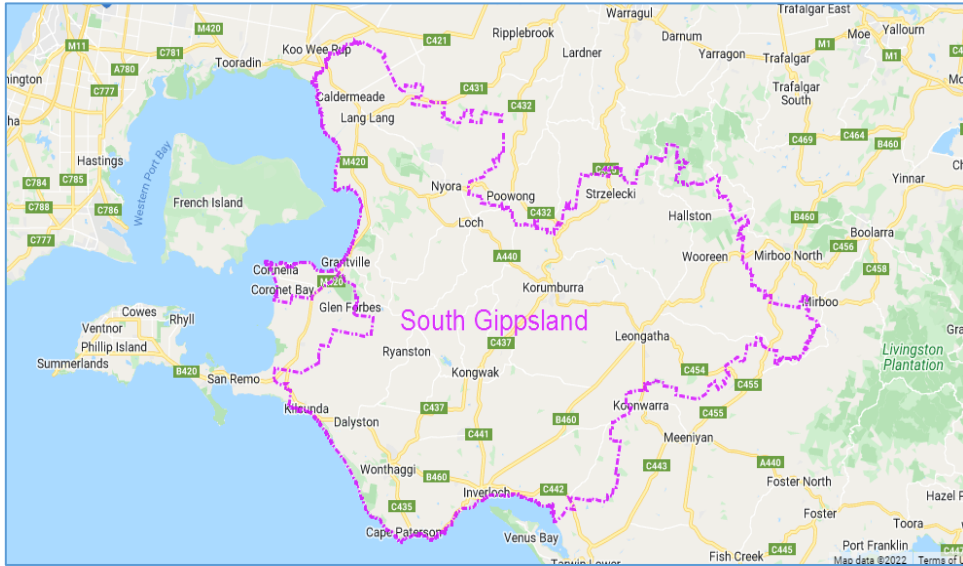 Trafalgar East
Warragul
M420
C421
Ripplebrook
Darnum
Moe
Yallourn
M11
C781
Koo Wee Rup
Lardner
Yarragon
M1
M1
A780
Tooradin
Trafalgar
C777
C431
Caldermeade
C432
Trafalgar
South
Lang Lang
C464
C469
B460
Hastings
M420
Yinnar
C784
C785
Western Port Bay
Nyora
Poowong
Strzelecki
C788
C786
French Island
C432
Hallston
B460
Loch
Boolarra
C777
C456
A440
Wooreen
Mirboo North
Grantville
C458
Corinella
Coronet Bay
Korumburra
Mirboo
Cowes
Glen Forbes
Rhyll
South Gippsland
Ventnor
Leongatha
Phillip Island
Ryanston
C437
Livingston
Plantation
Summerlands
B420
San Remo
Kongwak
C454
C455
Kilcunda
C437
Koonwarra
Dalyston
B460
C455
C441
Meeniyan
Wonthaggi
B460
C443
A440
Inverloch
C442
Foster North
C435
Foster
Cape Paterson
Toora
Venus Bay
Port Franklin
Fish Creek
C445
Map data ©2022